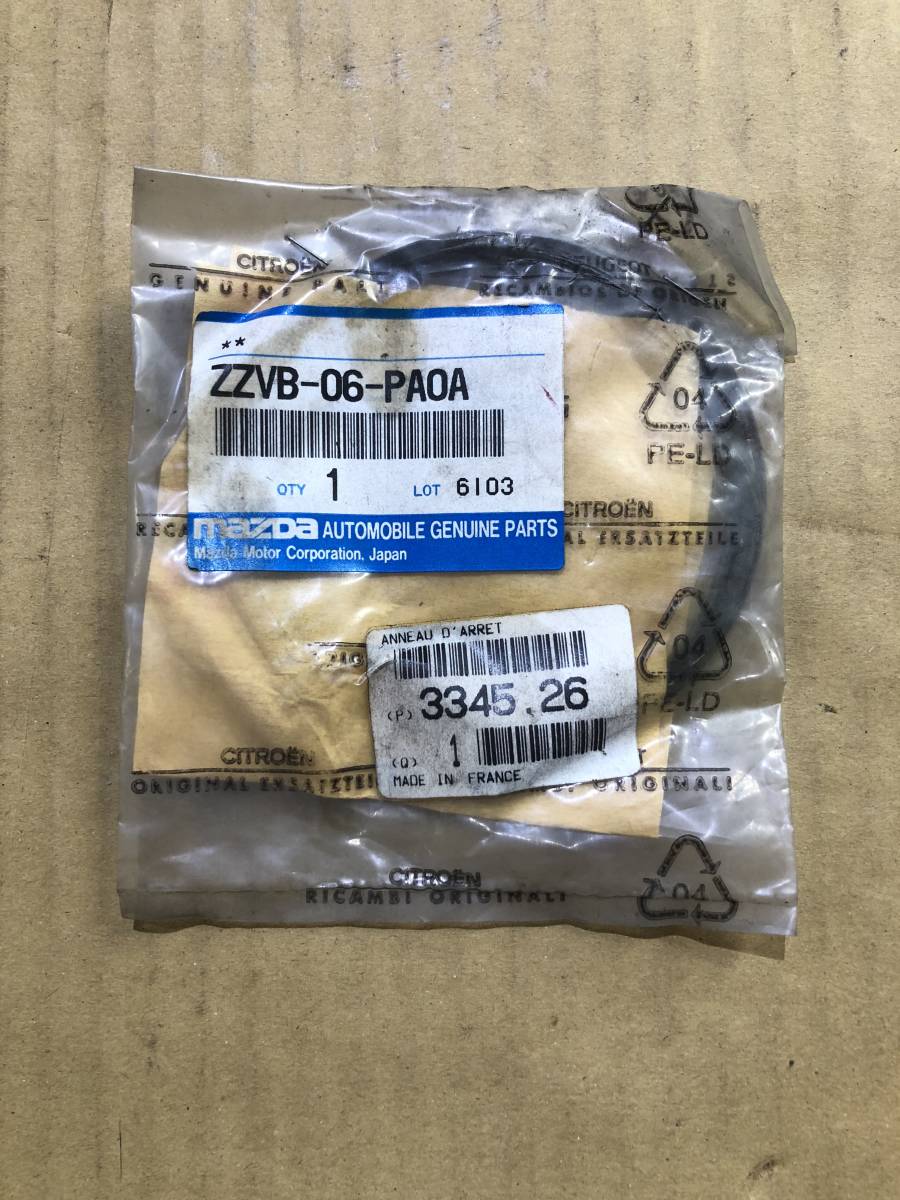 PE-LD
CITROËN
GENUINE PART
PEUGEOT
RECAMBIOS DE ORIGEN
**
ZZVB-06-PA0A
04
PE-LD
QTY 1 LOT 6103
CITROËN
ERSATZTEILE
mazda AUTOMOBILE GENUINE PARTS
Mazda Motor Corporation, Japan
ANNEAU D'ARRET
(P) 3345.26
(Q) 1
MADE IN FRANCE
04
PE-LD
CITROËN
ORIGINAL ERSATZTEILE
ORIGINALI
CITROËN
RICAMBI ORIGINALI
04